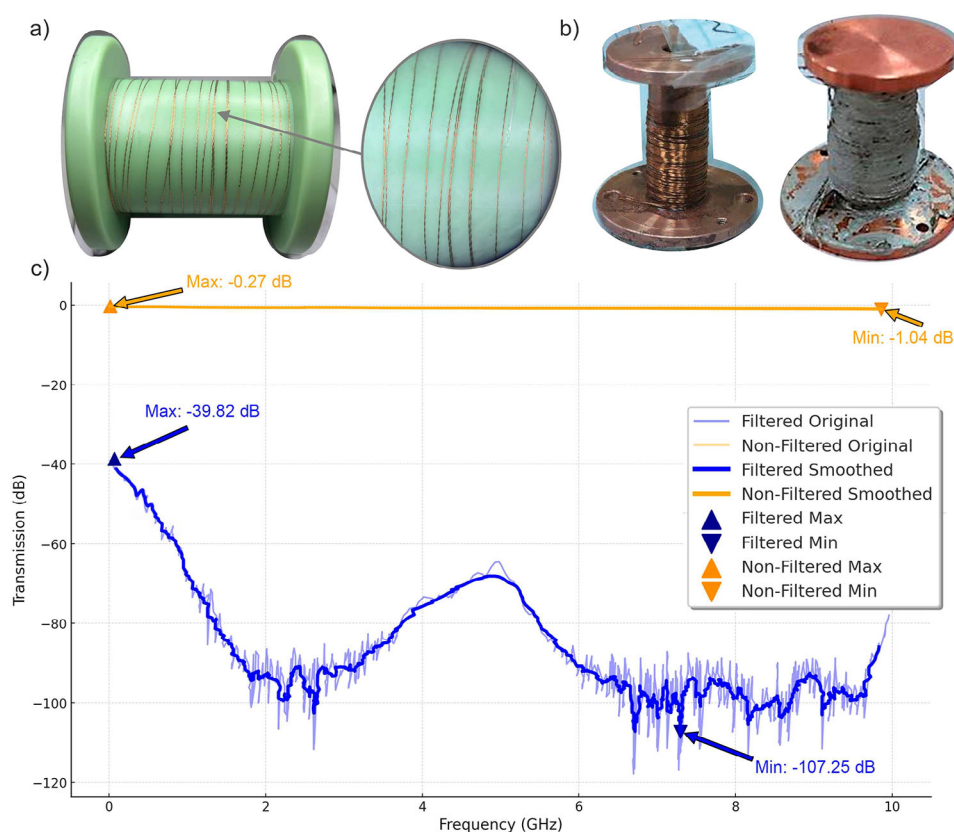 a)
b)
c)
Max: -0.27 dB
Min: -1.04 dB
Max: -39.82 dB
Min: -107.25 dB
Transmission (dB)
0
−20
−40
−60
−80
−100
−120
Filtered Original
Non-Filtered Original
Filtered Smoothed
Non-Filtered Smoothed
Filtered Max
Filtered Min
Non-Filtered Max
Non-Filtered Min
0
2
4
6
8
10
Frequency (GHz)